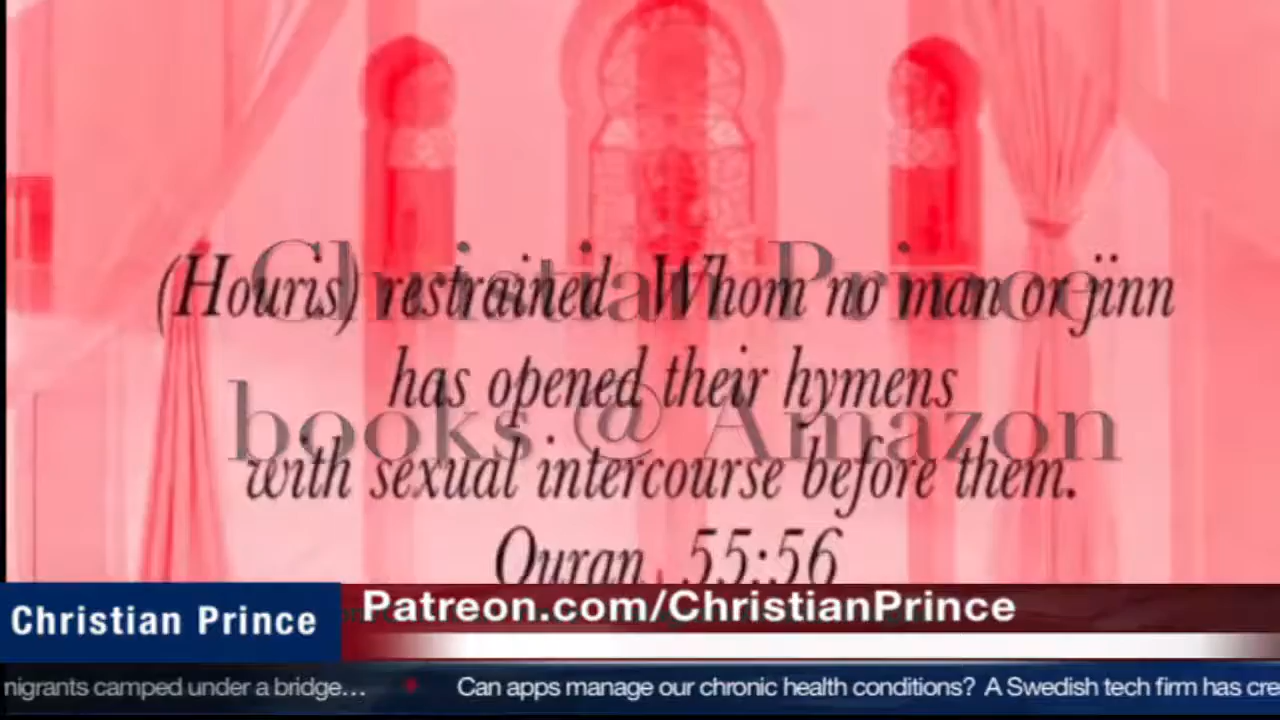 (Houris) restrained Whom no man or jinn
Christian Prince
has opened their hymens
books @ Amazon
with sexual intercourse before them.
Quran 55:56
Christian Prince
Patreon.com/ChristianPrince
nigrants camped under a bridge…
Can apps manage our chronic health conditions? A Swedish tech firm has cre